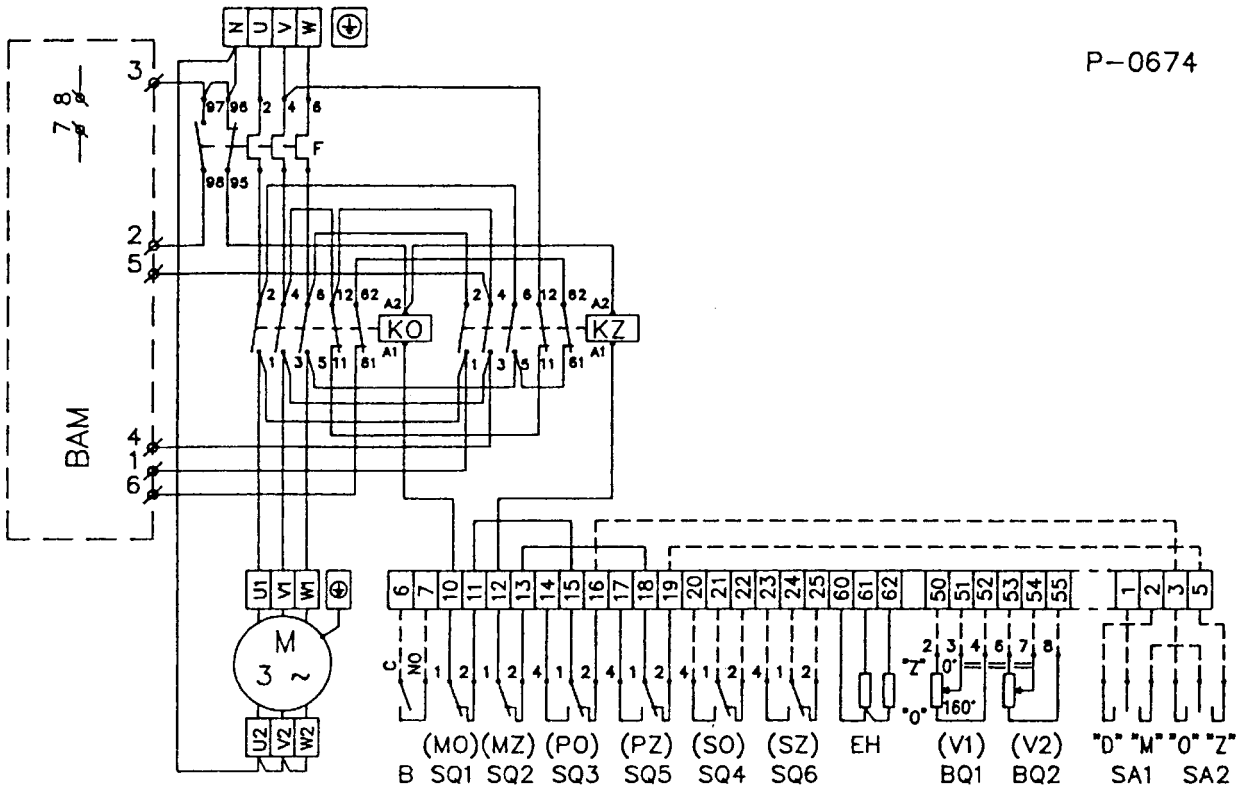 P-0674
N U V W
3
7 8
97 96 2 4 6
F
98 95
2
5
2 4 6 12 62 A2 2 4 6 12 62 A2
KO KZ
1 3 5 11 61 A1 1 3 5 11 61 A1
BAM
4
1
6
U1 V1 W1
6 7 10 11 12 13 14 15 16 17 18 19 20 21 22 23 24 25 60 61 62 50 51 52 53 54 55 1 2 3 5
M
3 ~
C NO 1 2 1 2 4 1 2 4 1 2 4 1 2 4 1 2
2 3 4 6 7 8
"Z" 0°
"O" 160°
U2 V2 W2
(MO) (MZ) (PO) (PZ) (SO) (SZ) EH (V1) (V2) "D" "M" "O" "Z"
B SQ1 SQ2 SQ3 SQ5 SQ4 SQ6 BQ1 BQ2 SA1 SA2